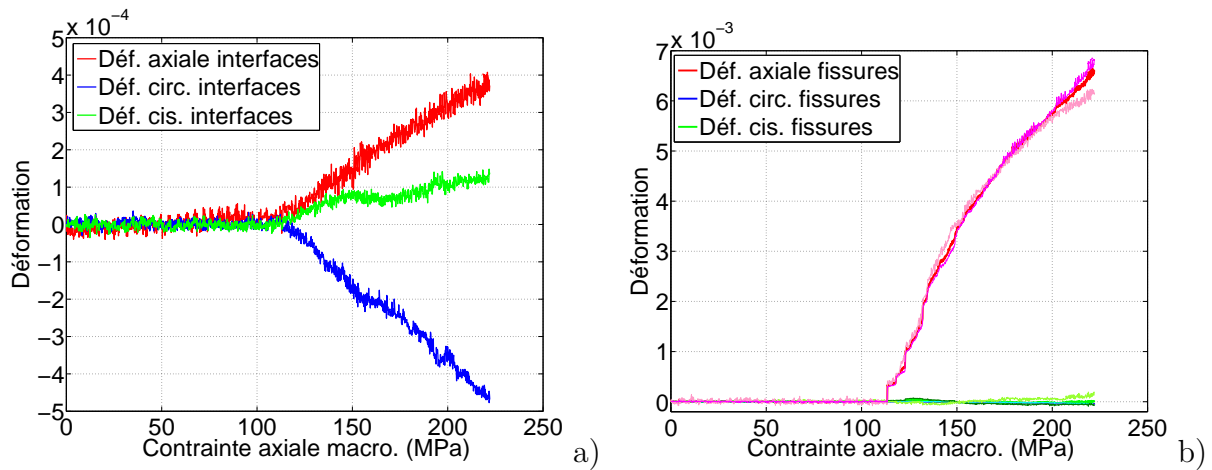 x 10−4
5
4
3
2
1
0
−1
−2
−3
−4
−5
Déformation
Déf. axiale interfaces
Déf. circ. interfaces
Déf. cis. interfaces
0 50 100 150 200 250
Contrainte axiale macro. (MPa)
a)
x 10−3
7
6
5
4
3
2
1
0
Déformation
Déf. axiale fissures
Déf. circ. fissures
Déf. cis. fissures
0 50 100 150 200 250
Contrainte axiale macro. (MPa)
b)